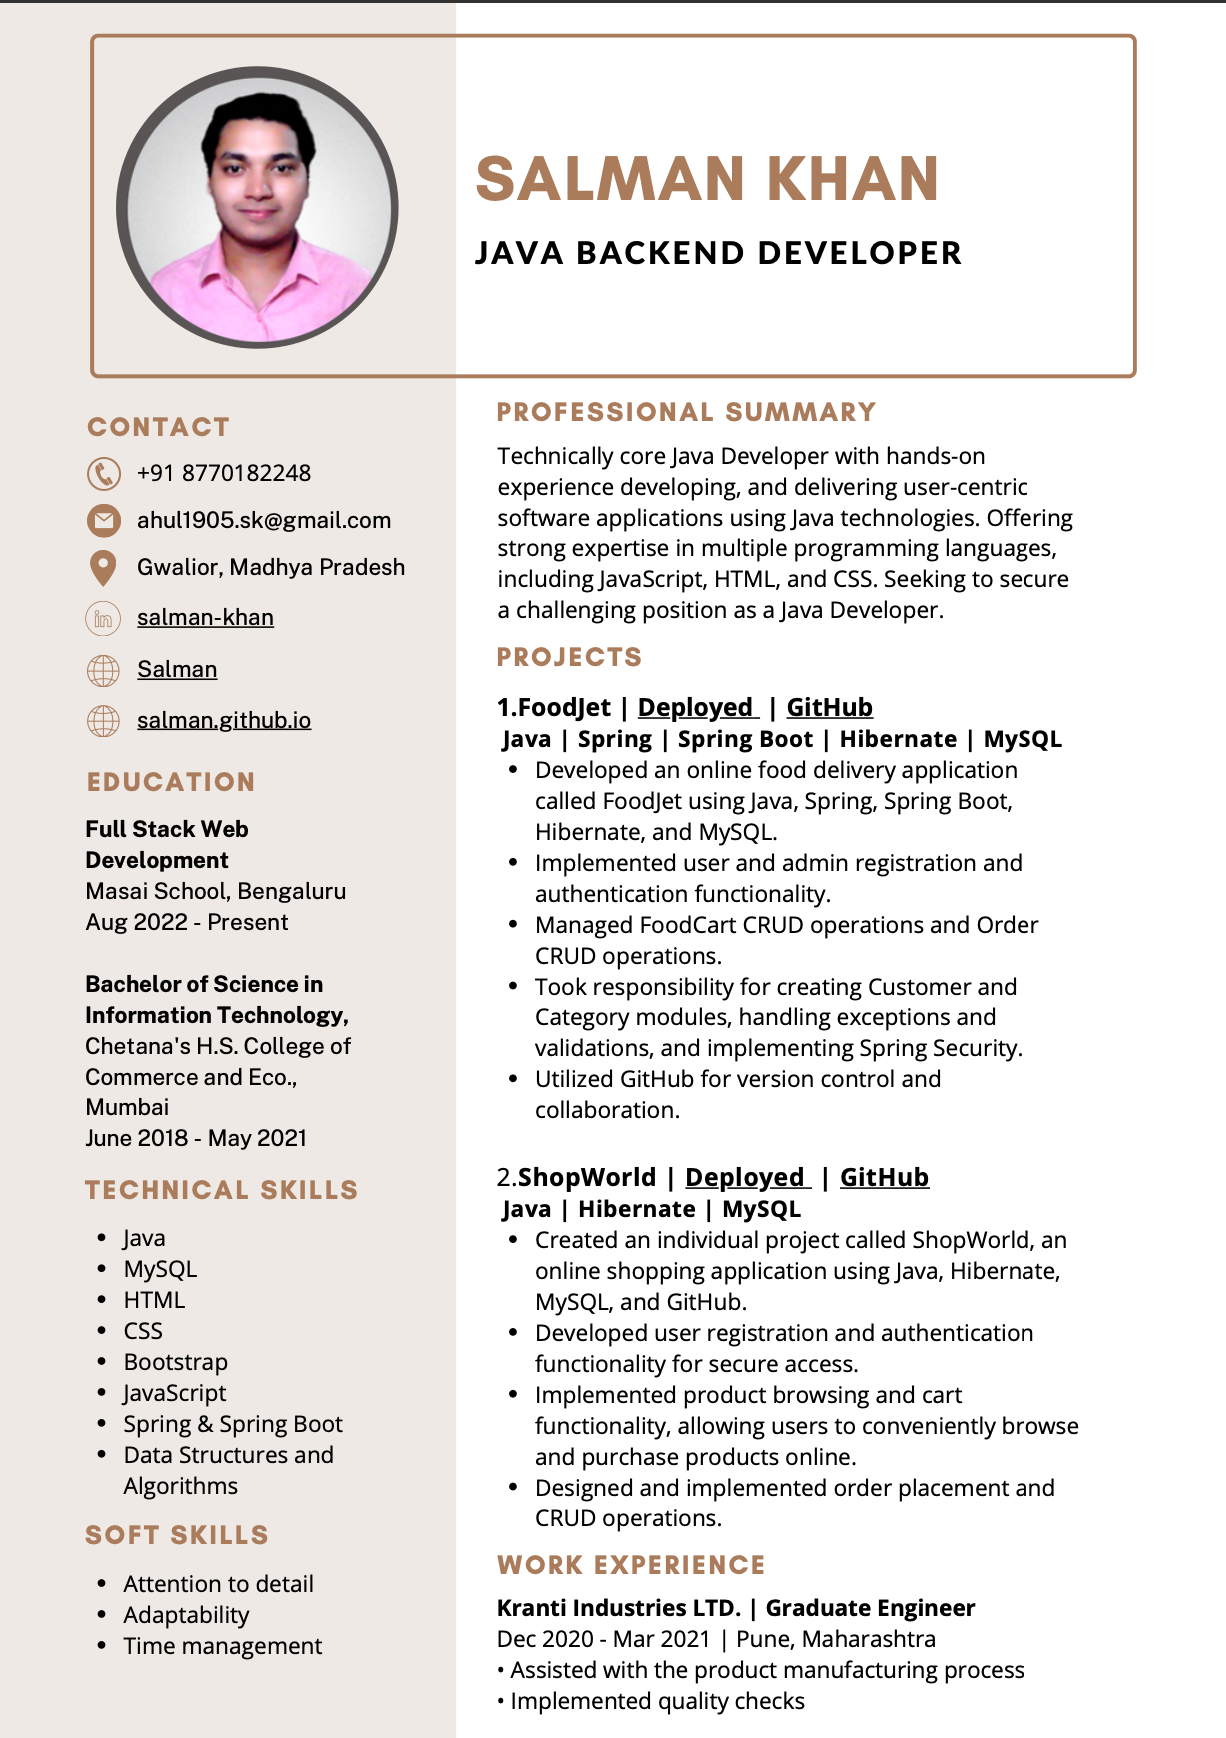 SALMAN KHAN
JAVA BACKEND DEVELOPER
CONTACT
+91 8770182248
ahul1905.sk@gmail.com
Gwalior, Madhya Pradesh
in
salman-khan
Salman
salman.github.io
EDUCATION
Full Stack Web
Development
Masai School, Bengaluru
Aug 2022 - Present
Bachelor of Science in
Information Technology,
Chetana's H.S. College of
Commerce and Eco.,
Mumbai
June 2018 - May 2021
TECHNICAL SKILLS
• Java
• MySQL
• HTML
• CSS
• Bootstrap
• JavaScript
• Spring & Spring Boot
• Data Structures and
Algorithms
SOFT SKILLS
• Attention to detail
• Adaptability
• Time management
PROFESSIONAL SUMMARY
Technically core Java Developer with hands-on
experience developing, and delivering user-centric
software applications using Java technologies. Offering
strong expertise in multiple programming languages,
including JavaScript, HTML, and CSS. Seeking to secure
a challenging position as a Java Developer.
PROJECTS
1.FoodJet | Deployed | GitHub
Java | Spring | Spring Boot | Hibernate | MySQL
• Developed an online food delivery application
called FoodJet using Java, Spring, Spring Boot,
Hibernate, and MySQL.
• Implemented user and admin registration and
authentication functionality.
• Managed FoodCart CRUD operations and Order
CRUD operations.
• Took responsibility for creating Customer and
Category modules, handling exceptions and
validations, and implementing Spring Security.
• Utilized GitHub for version control and
collaboration.
2.ShopWorld | Deployed | GitHub
Java | Hibernate | MySQL
• Created an individual project called ShopWorld, an
online shopping application using Java, Hibernate,
MySQL, and GitHub.
• Developed user registration and authentication
functionality for secure access.
• Implemented product browsing and cart
functionality, allowing users to conveniently browse
and purchase products online.
• Designed and implemented order placement and
CRUD operations.
WORK EXPERIENCE
Kranti Industries LTD. | Graduate Engineer
Dec 2020 - Mar 2021 | Pune, Maharashtra
• Assisted with the product manufacturing process
• Implemented quality checks